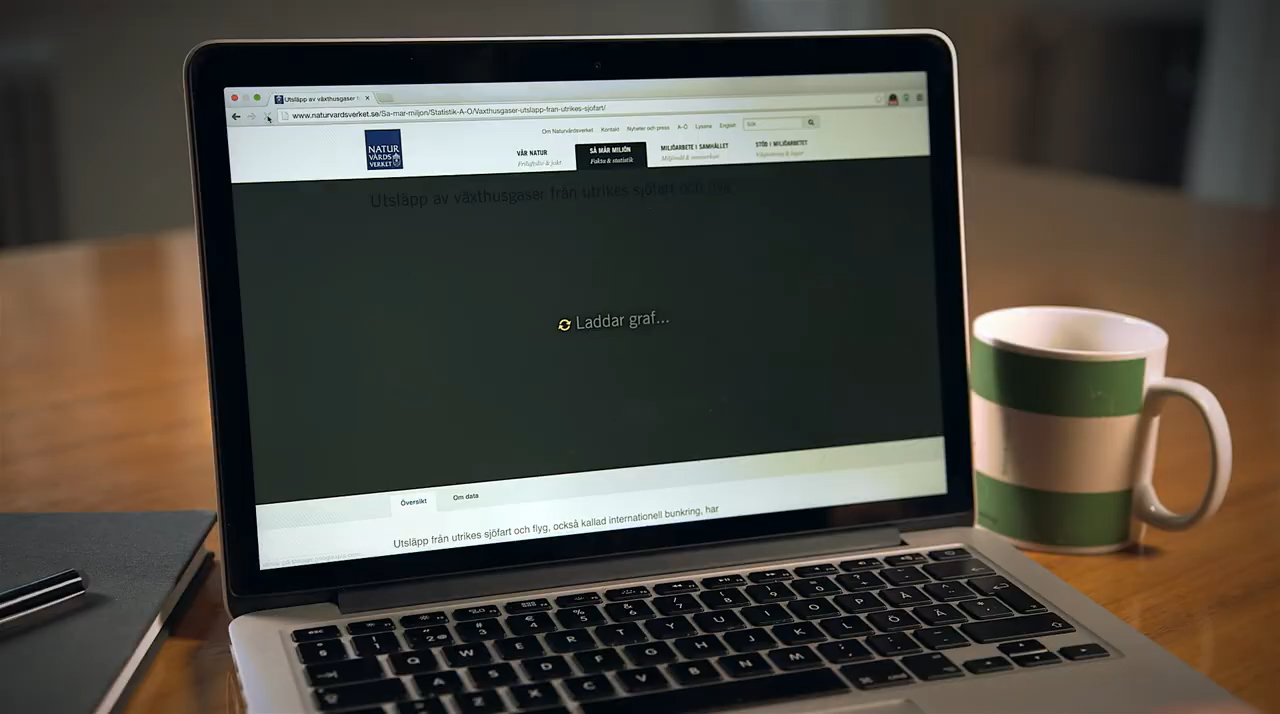 Utsläpp av växthusgaser f
www.naturvardsverket.se/Sa-mar-miljon/Statistik-A-O/Vaxthusgaser-utslapp-fran-utrikes-sjofart/
Om Naturvårdsverket Kontakt Nyheter och press A-Ö Lyssna English Sök
NATUR
VÅRDS
VERKET
VÅR NATUR
Friluftsliv & jakt
SÅ MÅR MILJÖN
Fakta & statistik
MILJÖARBETE I SAMHÄLLET
STÖD I MILJÖARBETET
Vägledning & lagar
Utsläpp av växthusgaser från utrikes sjöfart och flyg
Laddar graf...
Översikt Om data
Utsläpp från utrikes sjöfart och flyg, också kallad internationell bunkring, har
esc
Q W E R T Y U I O P Å
A S D F G H J K L Ö Ä
Z X C V B N M